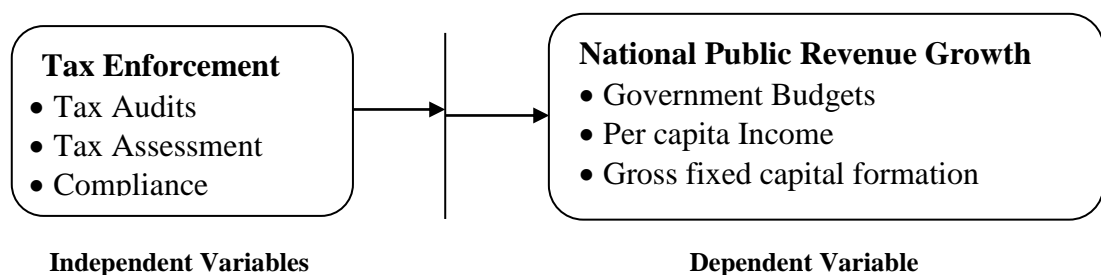 Tax Enforcement
• Tax Audits
• Tax Assessment
• Compliance
National Public Revenue Growth
• Government Budgets
• Per capita Income
• Gross fixed capital formation
Independent Variables
Dependent Variable